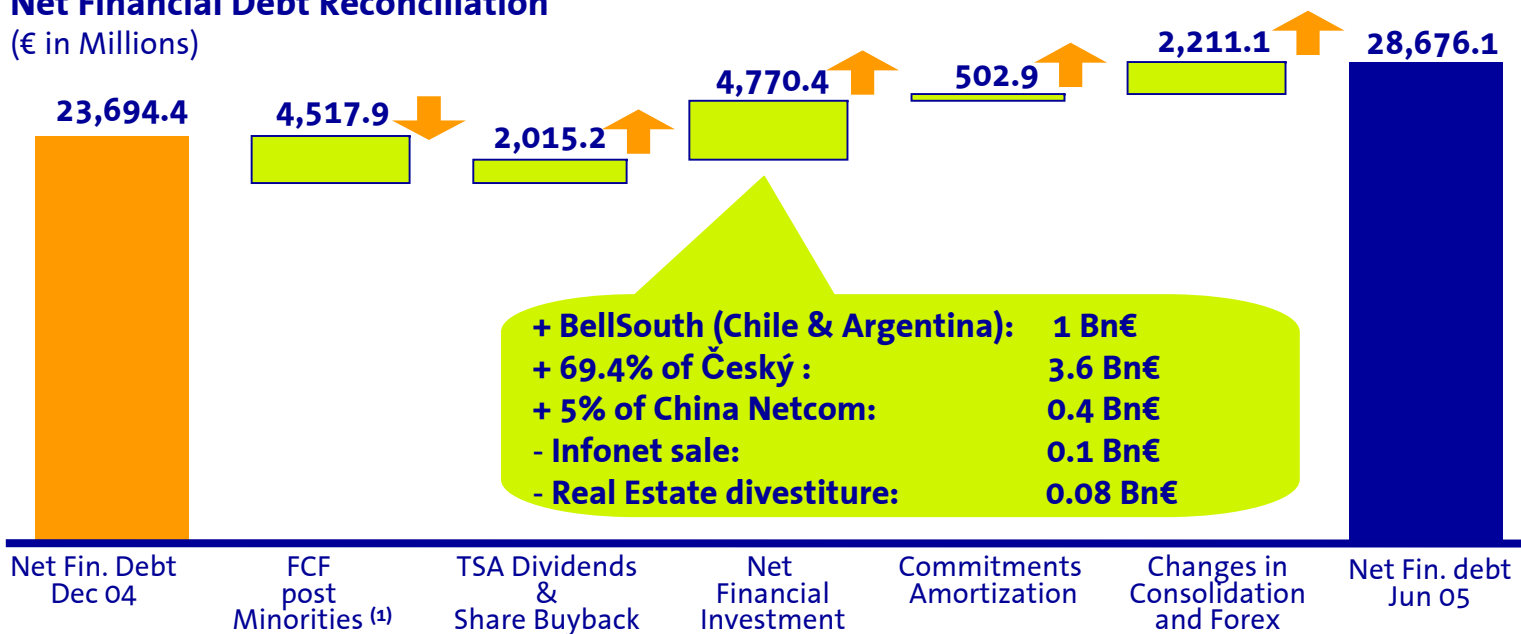 Net Financial Debt Reconciliation
(€ in Millions)
23,694.4
4,517.9
2,015.2
4,770.4
502.9
2,211.1
28,676.1
+ BellSouth (Chile & Argentina): 1 Bn€
+ 69.4% of Český : 3.6 Bn€
+ 5% of China Netcom: 0.4 Bn€
- Infonet sale: 0.1 Bn€
- Real Estate divestiture: 0.08 Bn€
Net Fin. Debt
Dec 04
FCF
post
Minorities (1)
TSA Dividends
&
Share Buyback
Net
Financial
Investment
Commitments
Amortization
Changes in
Consolidation
and Forex
Net Fin. debt
Jun 05